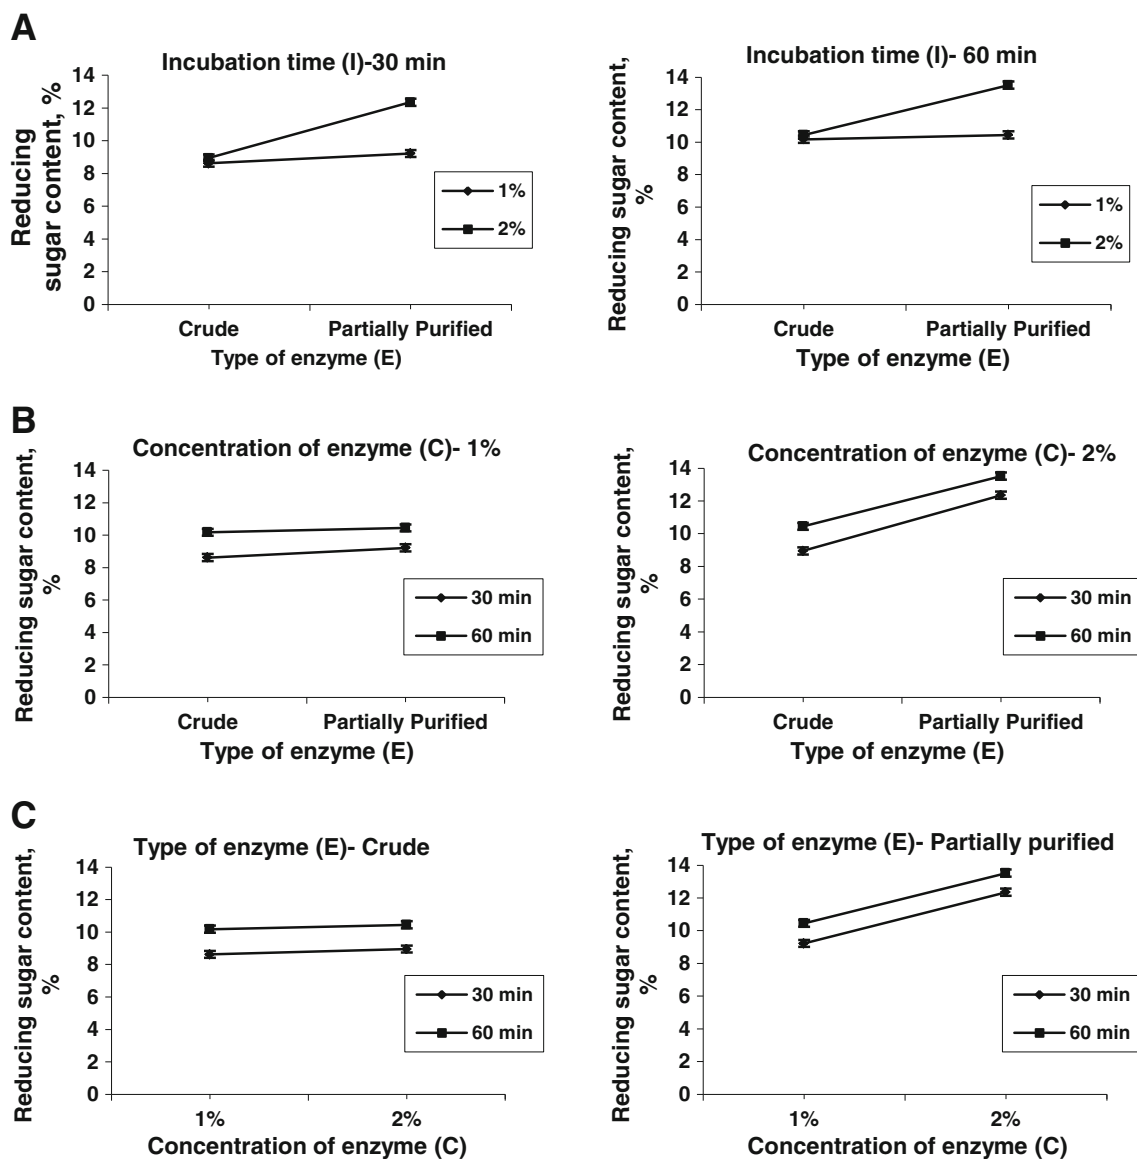 A
Incubation time (I)-30 min
Reducing
sugar content, %
14
12
10
8
6
4
2
0
1%
2%
Crude
Partially Purified
Type of enzyme (E)
Incubation time (I)- 60 min
Reducing sugar content,
%
14
12
10
8
6
4
2
0
1%
2%
Crude
Partially Purified
Type of enzyme (E)
B
Concentration of enzyme (C)- 1%
Reducing sugar content,
%
14
12
10
8
6
4
2
0
30 min
60 min
Crude
Partially Purified
Type of enzyme (E)
Concentration of enzyme (C)- 2%
Reducing sugar content,
%
14
12
10
8
6
4
2
0
30 min
60 min
Crude
Partially Purified
Type of enzyme (E)
C
Type of enzyme (E)- Crude
Reducing sugar content,
%
14
12
10
8
6
4
2
0
30 min
60 min
1%
2%
Concentration of enzyme (C)
Type of enzyme (E)- Partially purified
Reducing sugar content,
%
14
12
10
8
6
4
2
0
30 min
60 min
1%
2%
Concentration of enzyme (C)